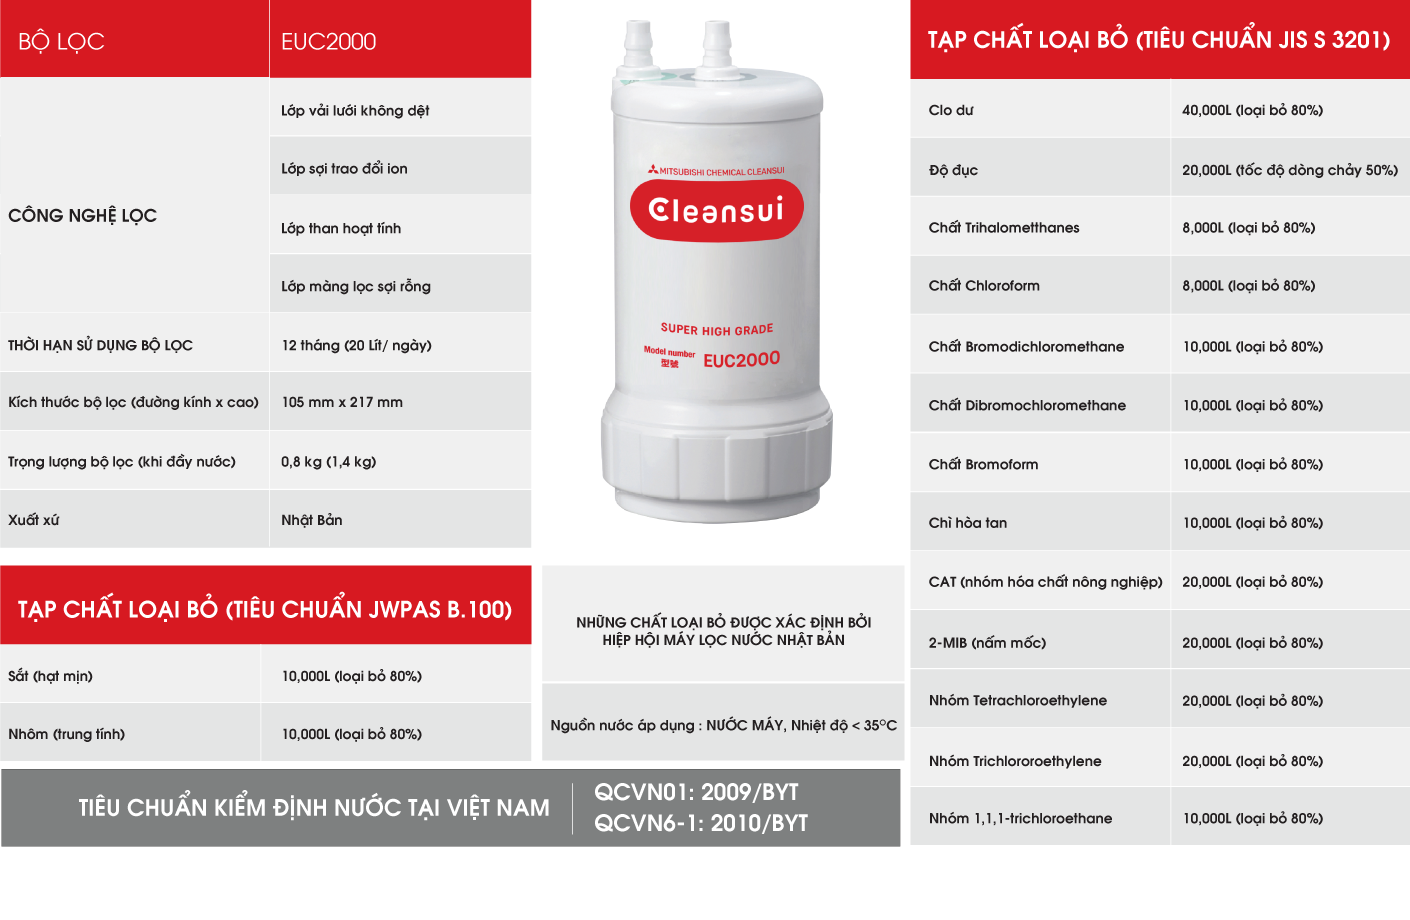 BỘ LỌC EUC2000
CÔNG NGHỆ LỌC
Lớp vải lưới không dệt
Lớp sợi trao đổi ion
Lớp than hoạt tính
Lớp màng lọc sợi rỗng
THỜI HẠN SỬ DỤNG BỘ LỌC 12 tháng (20 Lít/ ngày)
Kích thước bộ lọc (đường kính x cao) 105 mm x 217 mm
Trọng lượng bộ lọc (khi đầy nước) 0,8 kg (1,4 kg)
Xuất xứ Nhật Bản
TẠP CHẤT LOẠI BỎ (TIÊU CHUẨN JWPAS B.100)
Sắt (hạt mịn) 10,000L (loại bỏ 80%)
Nhôm (trung tính) 10,000L (loại bỏ 80%)
MITSUBISHI CHEMICAL CLEANSUI
Cleansui
SUPER HIGH GRADE
Model number
型號
EUC2000
NHỮNG CHẤT LOẠI BỎ ĐƯỢC XÁC ĐỊNH BỞI
HIỆP HỘI MÁY LỌC NƯỚC NHẬT BẢN
Nguồn nước áp dụng : NƯỚC MÁY, Nhiệt độ < 35°C
TIÊU CHUẨN KIỂM ĐỊNH NƯỚC TẠI VIỆT NAM
QCVN01: 2009/BYT
QCVN6-1: 2010/BYT
TẠP CHẤT LOẠI BỎ (TIÊU CHUẨN JIS S 3201)
Clo dư 40,000L (loại bỏ 80%)
Độ đục 20,000L (tốc độ dòng chảy 50%)
Chất Trihalometthanes 8,000L (loại bỏ 80%)
Chất Chloroform 8,000L (loại bỏ 80%)
Chất Bromodichloromethane 10,000L (loại bỏ 80%)
Chất Dibromochloromethane 10,000L (loại bỏ 80%)
Chất Bromoform 10,000L (loại bỏ 80%)
Chì hòa tan 10,000L (loại bỏ 80%)
CAT (nhóm hóa chất nông nghiệp) 20,000L (loại bỏ 80%)
2-MIB (nấm mốc) 20,000L (loại bỏ 80%)
Nhóm Tetrachloroethylene 20,000L (loại bỏ 80%)
Nhóm Trichlororoethylene 20,000L (loại bỏ 80%)
Nhóm 1,1,1-trichloroethane 10,000L (loại bỏ 80%)